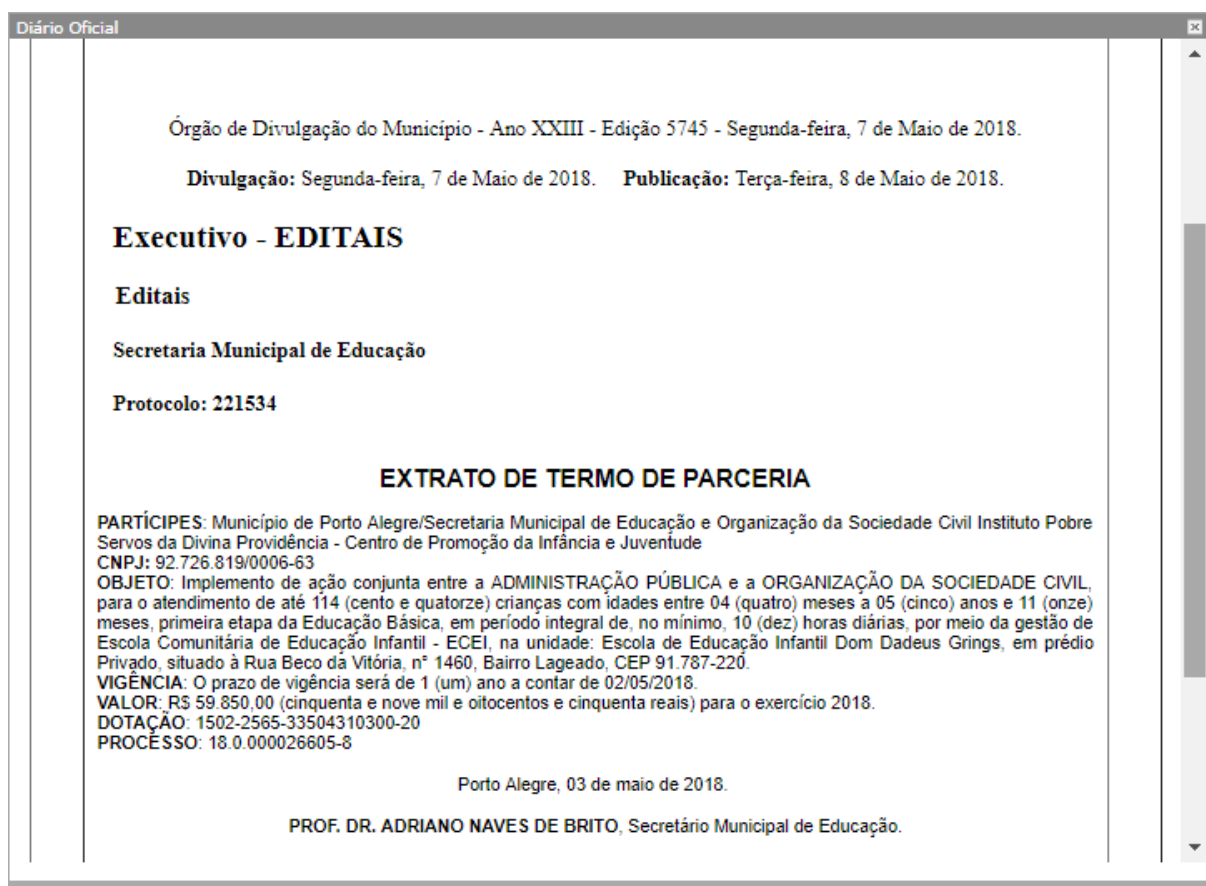 Diário Oficial
Órgão de Divulgação do Município - Ano XXIII - Edição 5745 - Segunda-feira, 7 de Maio de 2018.
Divulgação: Segunda-feira, 7 de Maio de 2018. Publicação: Terça-feira, 8 de Maio de 2018.
Executivo - EDITAIS
Editais
Secretaria Municipal de Educação
Protocolo: 221534
EXTRATO DE TERMO DE PARCERIA
PARTÍCIPES: Município de Porto Alegre/Secretaria Municipal de Educação e Organização da Sociedade Civil Instituto Pobre
Servos da Divina Providência - Centro de Promoção da Infância e Juventude
CNPJ: 92.726.819/0006-63
OBJETO: Implemento de ação conjunta entre a ADMINISTRAÇÃO PÚBLICA e a ORGANIZAÇÃO DA SOCIEDADE CIVIL,
para o atendimento de até 114 (cento e quatorze) crianças com idades entre 04 (quatro) meses a 05 (cinco) anos e 11 (onze)
meses, primeira etapa da Educação Básica, em período integral de, no mínimo, 10 (dez) horas diárias, por meio da gestão de
Escola Comunitária de Educação Infantil - ECEI, na unidade: Escola de Educação Infantil Dom Dadeus Grings, em prédio
Privado, situado à Rua Beco da Vitória, n° 1460, Bairro Lageado, CEP 91.787-220.
VIGÊNCIA: O prazo de vigência será de 1 (um) ano a contar de 02/05/2018.
VALOR: R$ 59.850,00 (cinquenta e nove mil e oitocentos e cinquenta reais) para o exercício 2018.
DOTAÇÃO: 1502-2565-33504310300-20
PROCESSO: 18.0.000026605-8
Porto Alegre, 03 de maio de 2018.
PROF. DR. ADRIANO NAVES DE BRITO, Secretário Municipal de Educação.